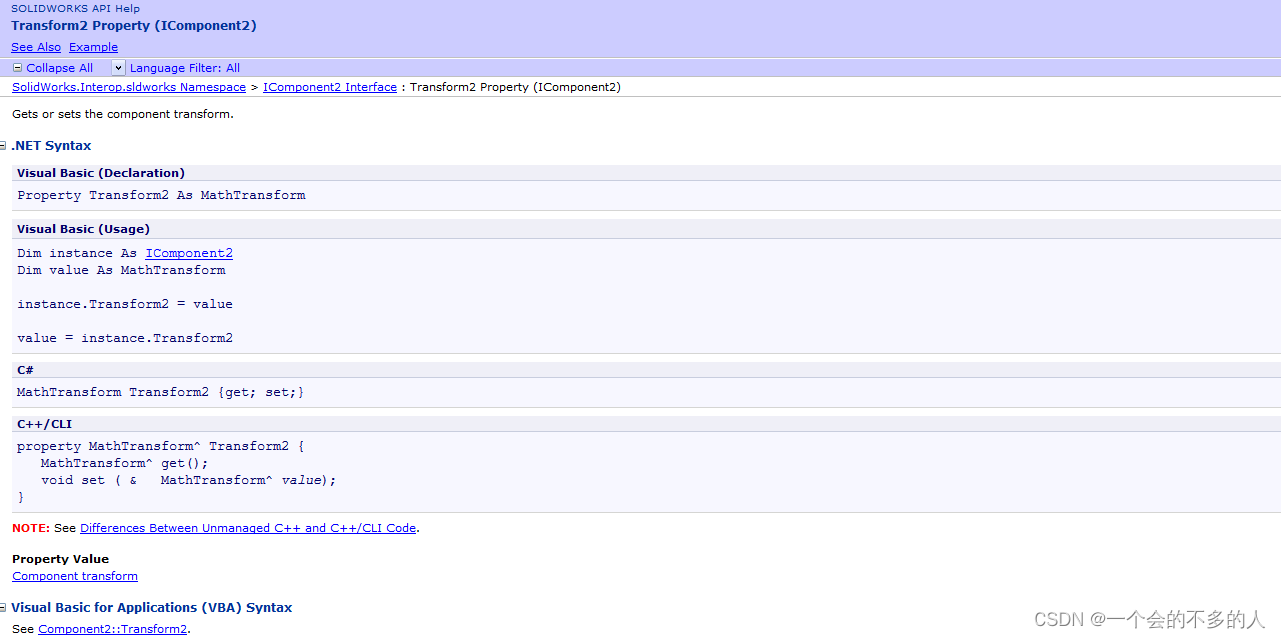 SOLIDWORKS API Help
Transform2 Property (IComponent2)
See Also Example
Collapse All Language Filter: All
SolidWorks.Interop.sldworks Namespace > IComponent2 Interface : Transform2 Property (IComponent2)
Gets or sets the component transform.
.NET Syntax
Visual Basic (Declaration)
Property Transform2 As MathTransform
Visual Basic (Usage)
Dim instance As IComponent2
Dim value As MathTransform
instance.Transform2 = value
value = instance.Transform2
C#
MathTransform Transform2 {get; set;}
C++/CLI
property MathTransform^ Transform2 {
   MathTransform^ get();
   void set ( &   MathTransform^ value);
}
NOTE: See Differences Between Unmanaged C++ and C++/CLI Code.
Property Value
Component transform
Visual Basic for Applications (VBA) Syntax
See Component2::Transform2.
CSDN @一个会的不多的人